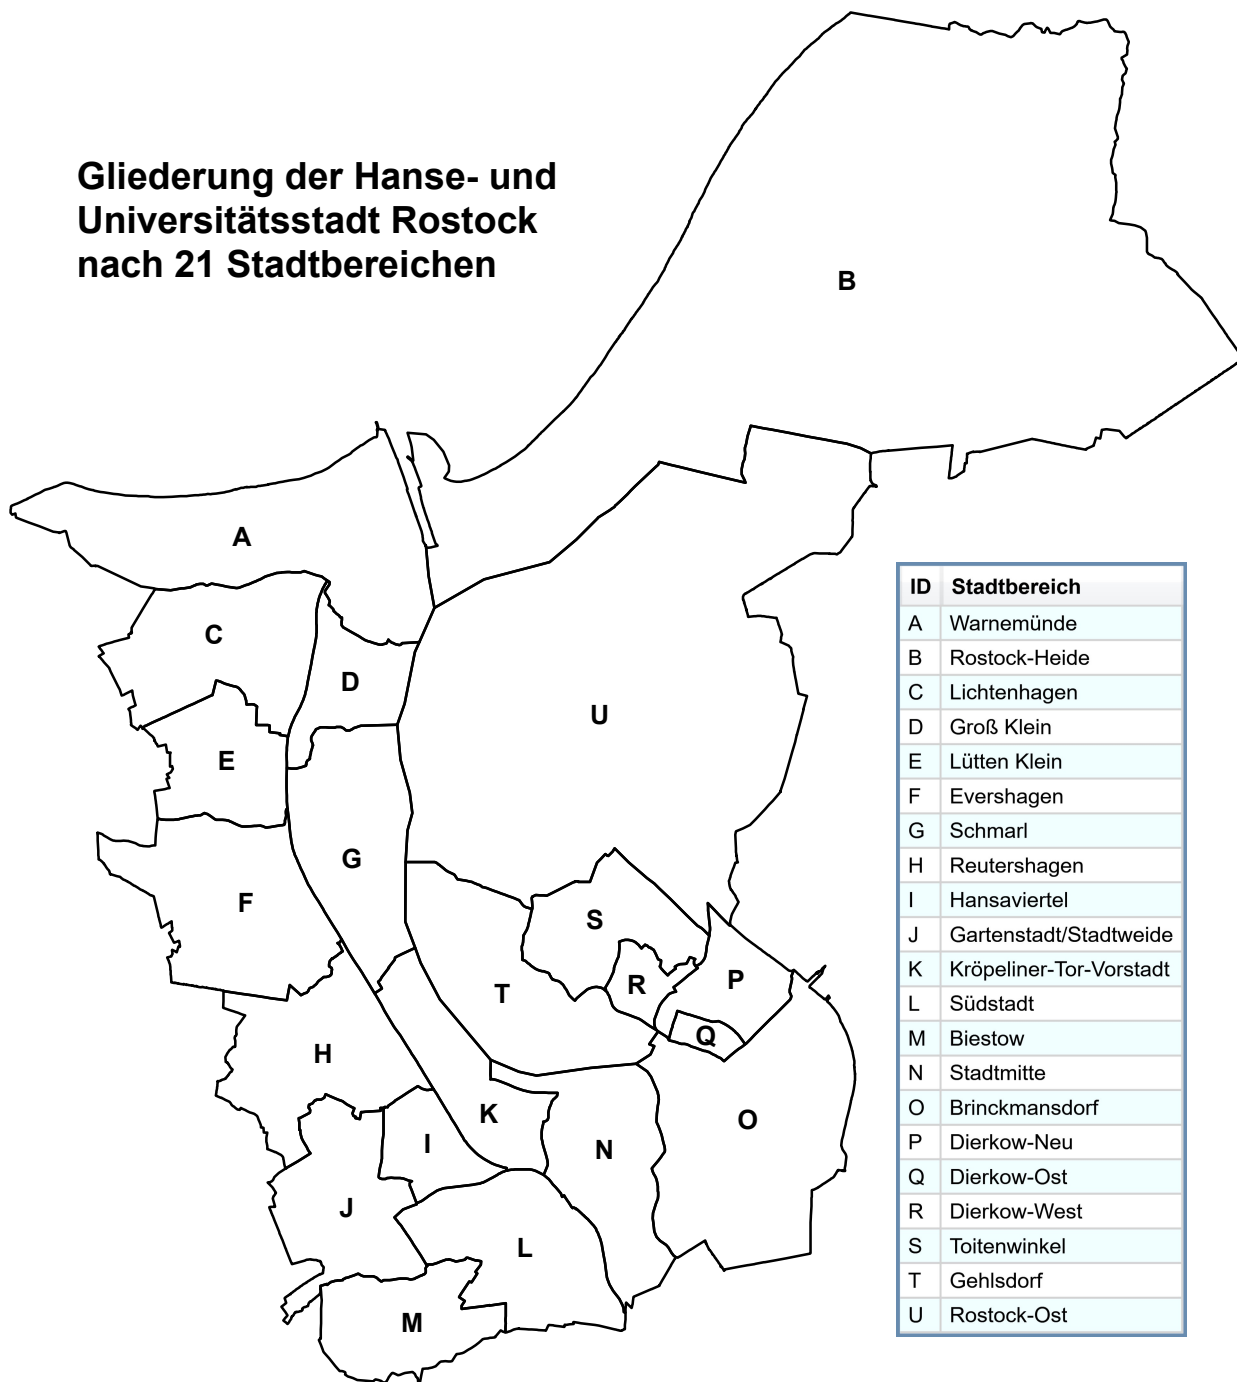 Gliederung der Hanse- und
Universitätsstadt Rostock
nach 21 Stadtbereichen
B
A
C
D
U
E
G
F
S
P
R
T
Q
H
K
O
I
N
J
L
M
ID Stadtbereich
A Warnemünde
B Rostock-Heide
C Lichtenhagen
D Groß Klein
E Lütten Klein
F Evershagen
G Schmarl
H Reutershagen
I Hansaviertel
J Gartenstadt/Stadtweide
K Kröpeliner-Tor-Vorstadt
L Südstadt
M Biestow
N Stadtmitte
O Brinckmansdorf
P Dierkow-Neu
Q Dierkow-Ost
R Dierkow-West
S Toitenwinkel
T Gehlsdorf
U Rostock-Ost